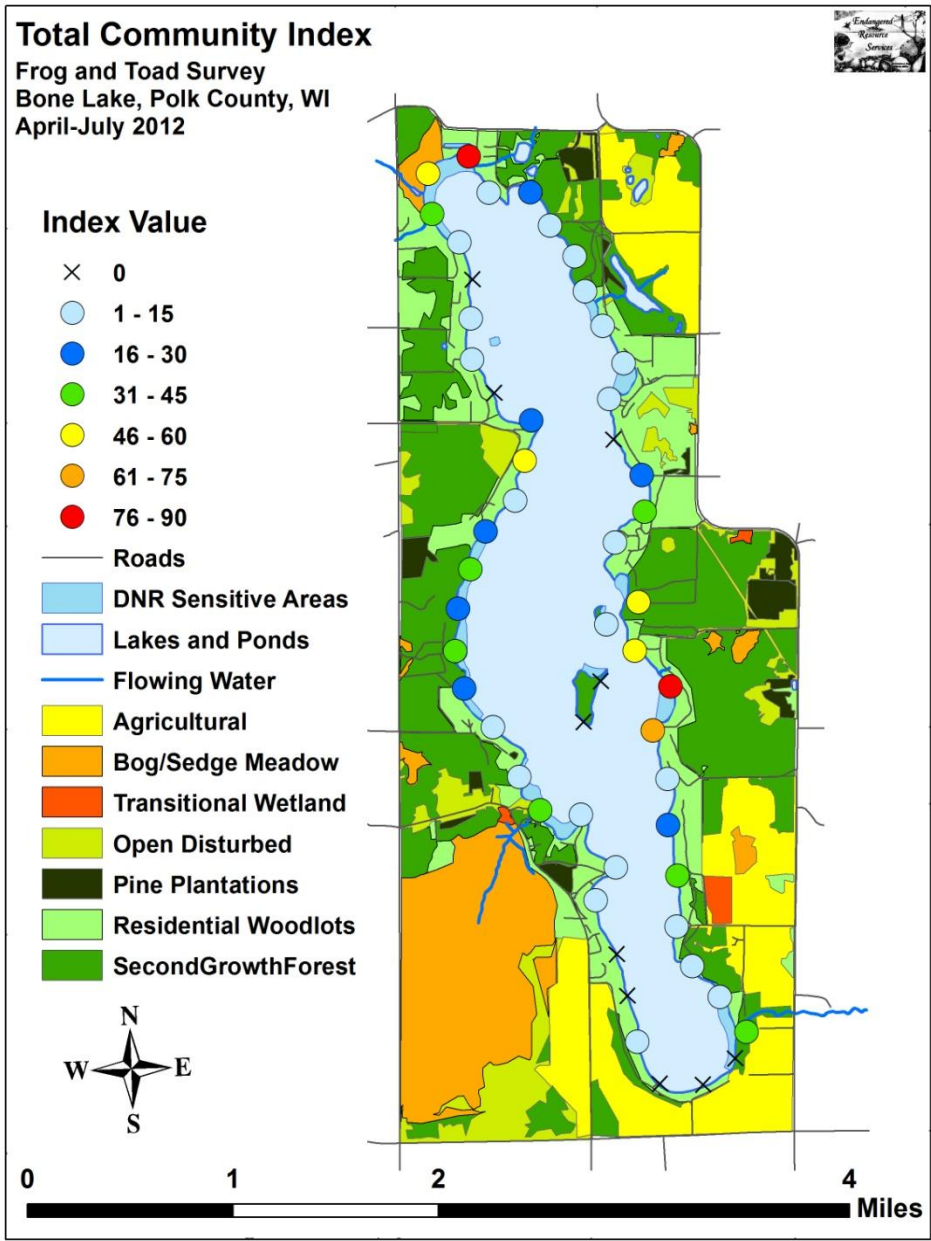 Total Community Index
Frog and Toad Survey
Bone Lake, Polk County, WI
April-July 2012
Endangered
Resource
Services
Index Value
0
1 - 15
16 - 30
31 - 45
46 - 60
61 - 75
76 - 90
Roads
DNR Sensitive Areas
Lakes and Ponds
Flowing Water
Agricultural
Bog/Sedge Meadow
Transitional Wetland
Open Disturbed
Pine Plantations
Residential Woodlots
SecondGrowthForest
N
W E
S
0 1 2 4
Miles